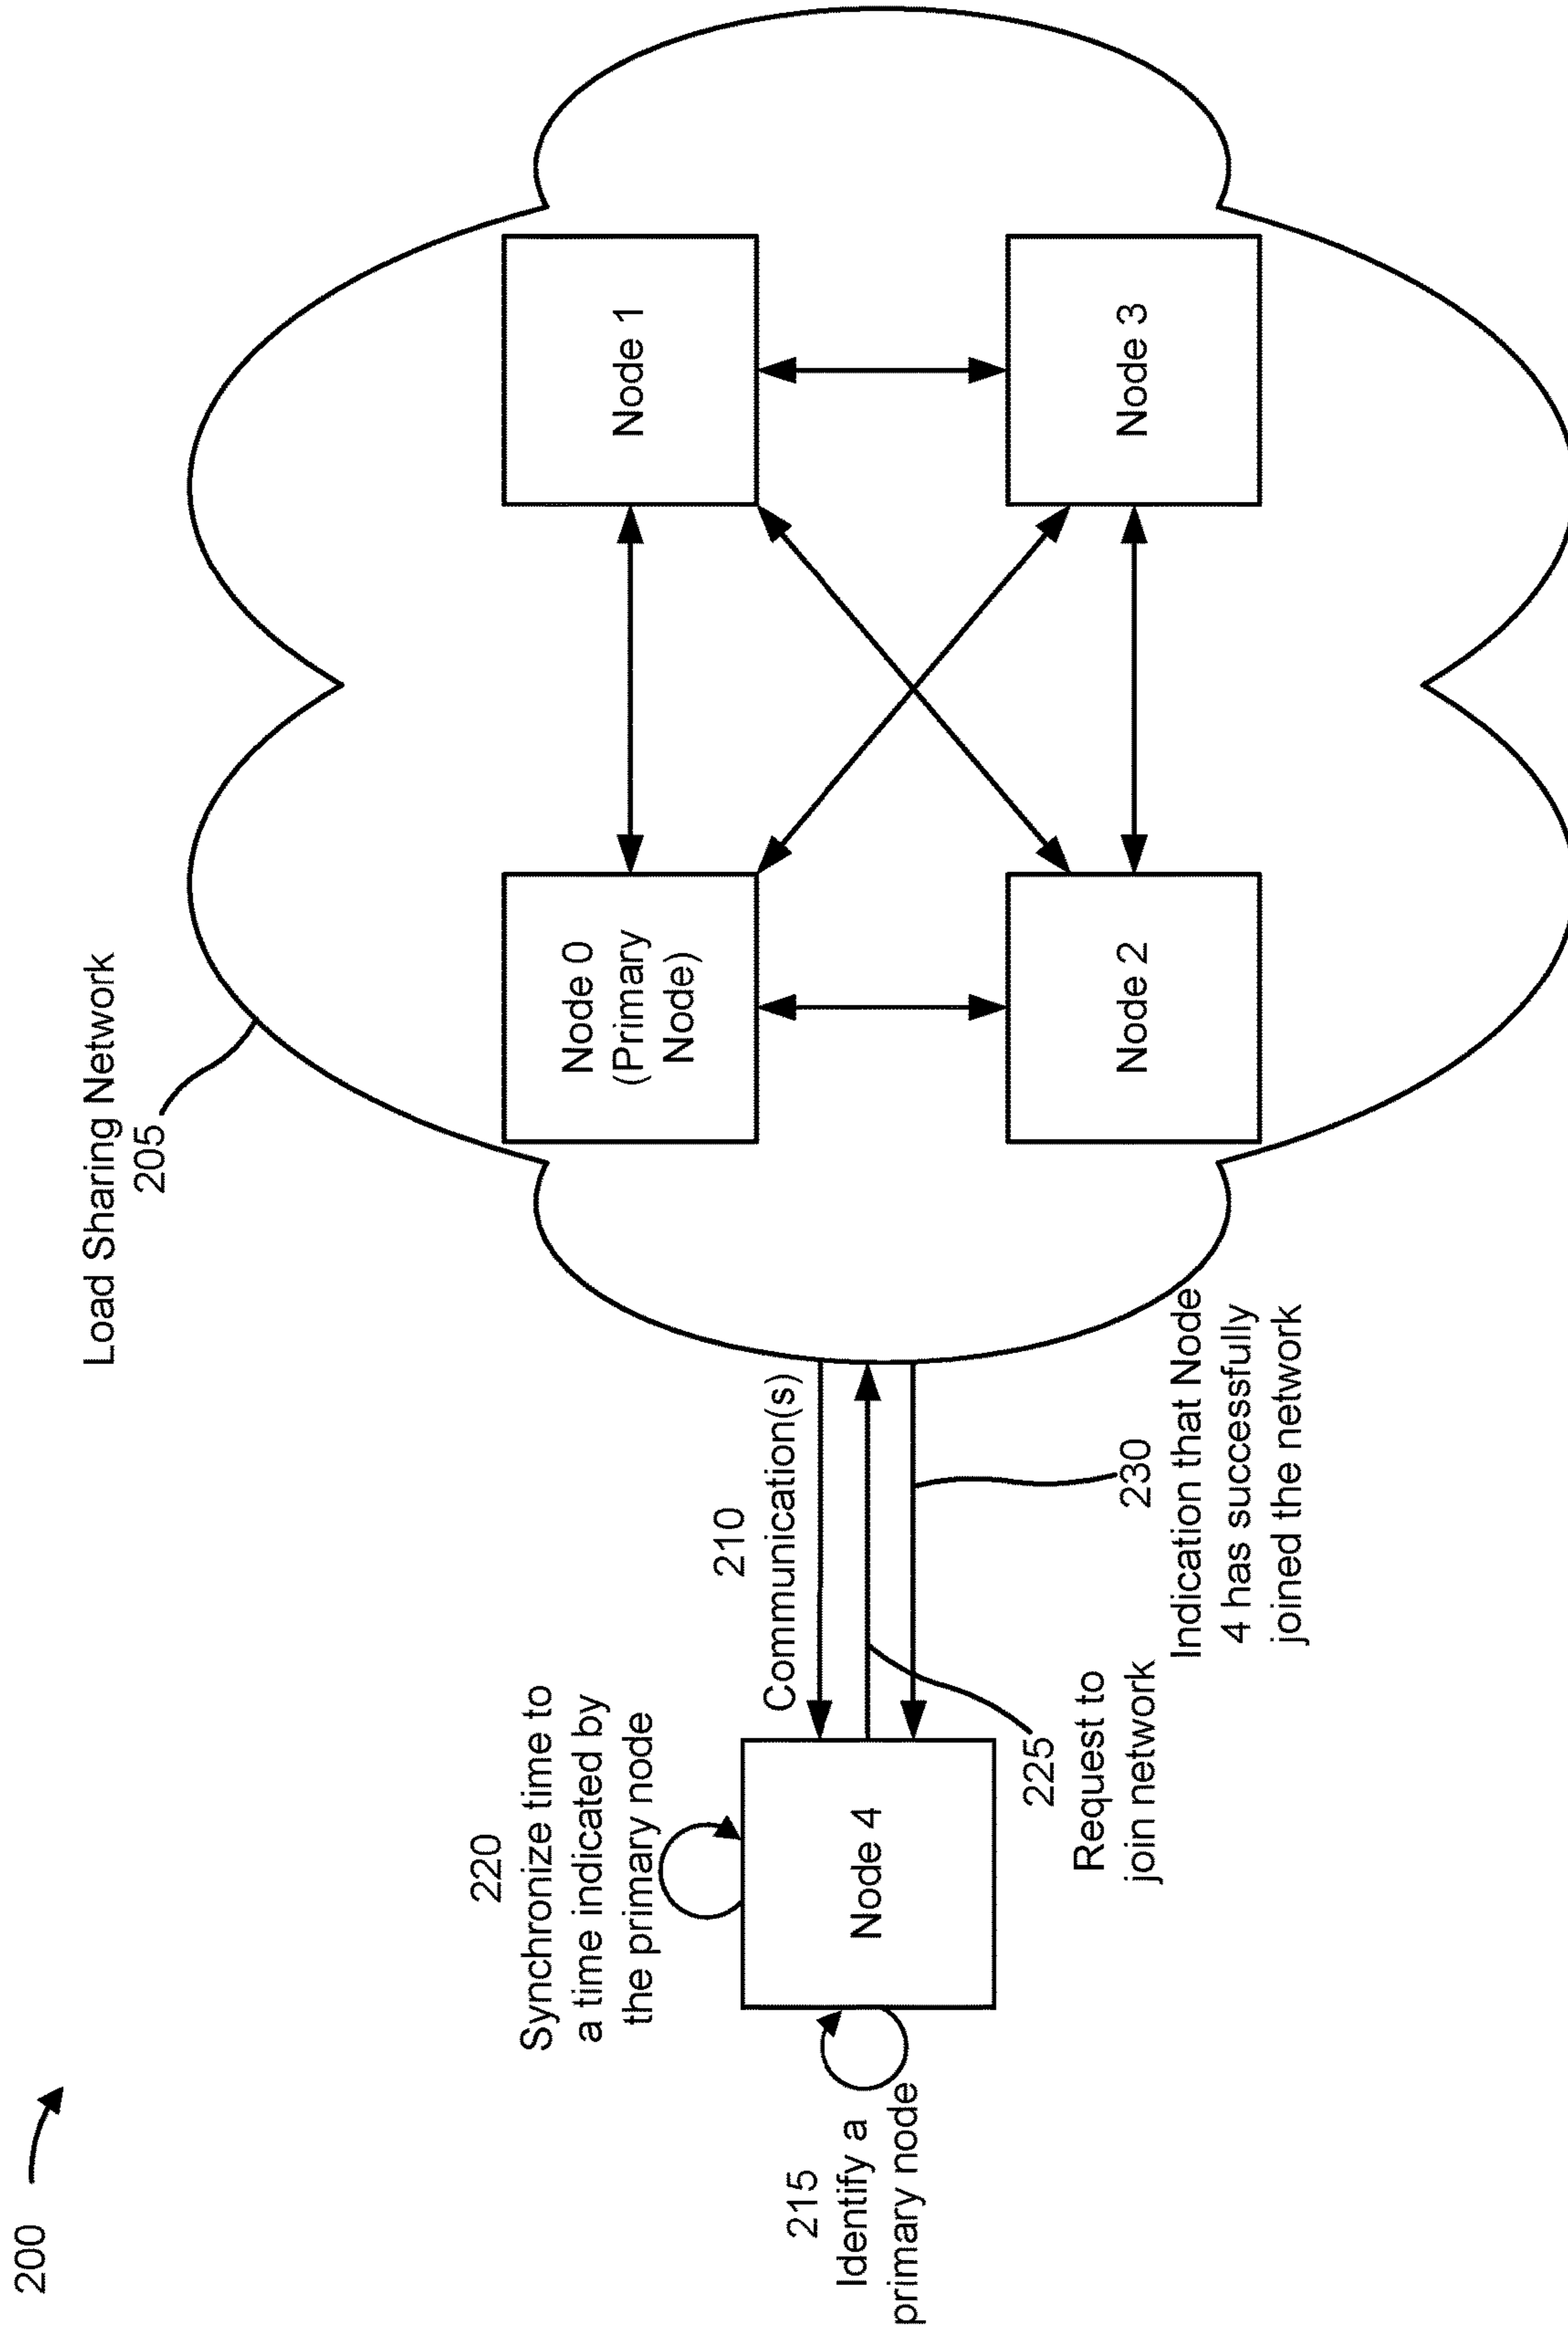 200
Load Sharing Network
205
Node 0
(Primary
Node)
Node 1
Node 2
Node 3
210
Communication(s)
220
Synchronize time to
a time indicated by
the primary node
215
Identify a
primary node
Node 4
225
Request to
join network
230
Indication that Node
4 has successfully
joined the network